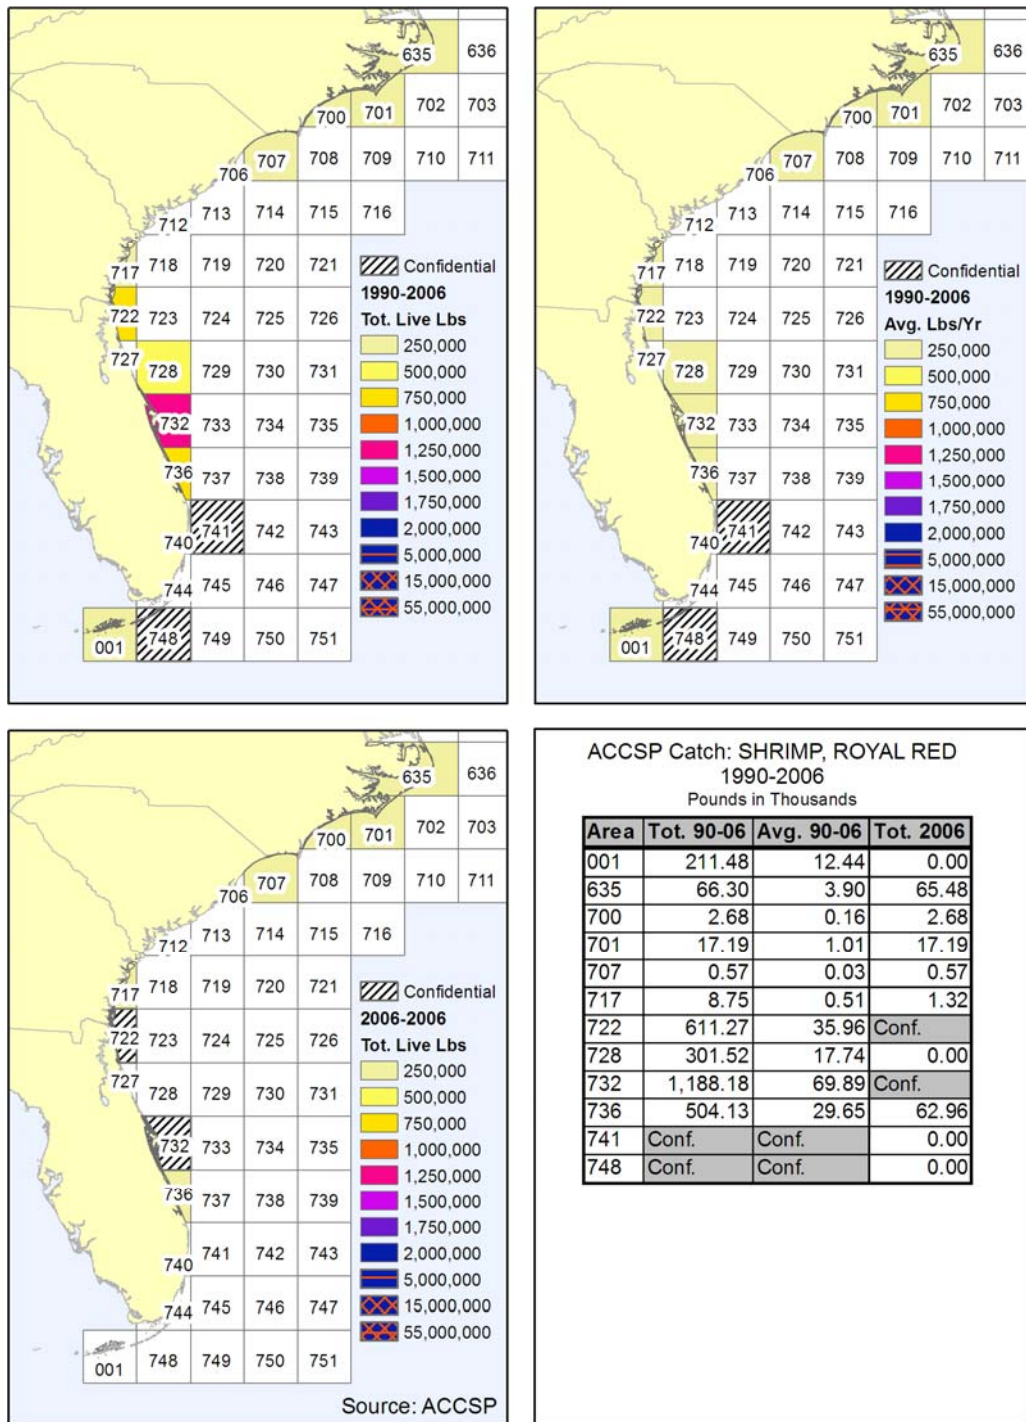 635 636
700 701 702 703
706 707 708 709 710 711
712 713 714 715 716
717 718 719 720 721
722 723 724 725 726
727 728 729 730 731
732 733 734 735
736 737 738 739
740 741 742 743
744 745 746 747
001 748 749 750 751
Confidential
1990-2006
Tot. Live Lbs
250,000
500,000
750,000
1,000,000
1,250,000
1,500,000
1,750,000
2,000,000
5,000,000
15,000,000
55,000,000
635 636
700 701 702 703
706 707 708 709 710 711
712 713 714 715 716
717 718 719 720 721
722 723 724 725 726
727 728 729 730 731
732 733 734 735
736 737 738 739
740 741 742 743
744 745 746 747
001 748 749 750 751
Confidential
1990-2006
Avg. Lbs/Yr
250,000
500,000
750,000
1,000,000
1,250,000
1,500,000
1,750,000
2,000,000
5,000,000
15,000,000
55,000,000
635 636
700 701 702 703
706 707 708 709 710 711
712 713 714 715 716
717 718 719 720 721
722 723 724 725 726
727 728 729 730 731
732 733 734 735
736 737 738 739
740 741 742 743
744 745 746 747
001 748 749 750 751
Confidential
2006-2006
Tot. Live Lbs
250,000
500,000
750,000
1,000,000
1,250,000
1,500,000
1,750,000
2,000,000
5,000,000
15,000,000
55,000,000
Source: ACCSP
ACCSP Catch: SHRIMP, ROYAL RED
1990-2006
Pounds in Thousands
Area Tot. 90-06 Avg. 90-06 Tot. 2006
001 211.48 12.44 0.00
635 66.30 3.90 65.48
700 2.68 0.16 2.68
701 17.19 1.01 17.19
707 0.57 0.03 0.57
717 8.75 0.51 1.32
722 611.27 35.96 Conf.
728 301.52 17.74 0.00
732 1,188.18 69.89 Conf.
736 504.13 29.65 62.96
741 Conf. Conf. 0.00
748 Conf. Conf. 0.00